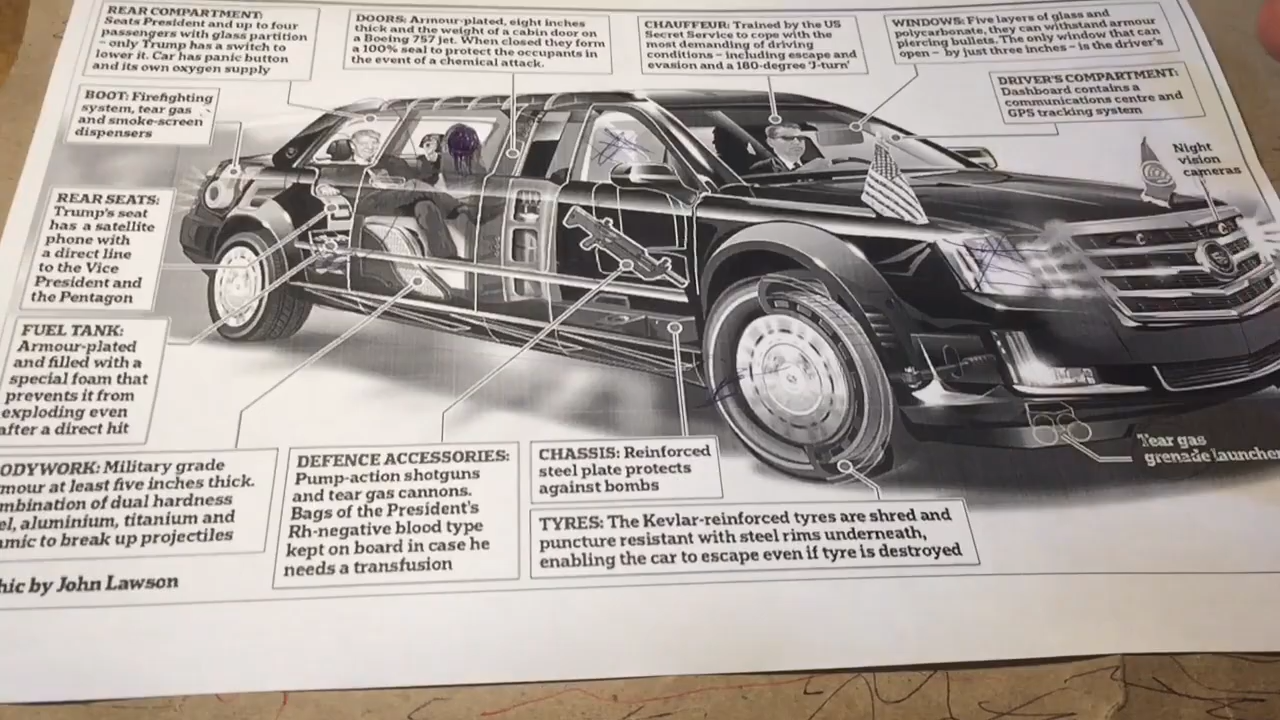 REAR COMPARTMENT:
Seats President and up to four
passengers with glass partition
– only Trump has a switch to
lower it. Car has panic button
and its own oxygen supply
DOORS: Armour-plated, eight inches
thick and the weight of a cabin door on
a Boeing 757 jet. When closed they form
a 100% seal to protect the occupants in
the event of a chemical attack.
CHAUFFEUR: Trained by the US
Secret Service to cope with the
most demanding of driving
conditions – including escape and
evasion and a 180-degree 'J-turn'
WINDOWS: Five layers of glass and
polycarbonate, they can withstand armour
piercing bullets. The only window that can
open – by just three inches – is the driver's
DRIVER'S COMPARTMENT:
Dashboard contains a
communications centre and
GPS tracking system
BOOT: Firefighting
system, tear gas
and smoke-screen
dispensers
Night
vision
cameras
REAR SEATS:
Trump's seat
has a satellite
phone with
a direct line
to the Vice
President and
the Pentagon
FUEL TANK:
Armour-plated
and filled with a
special foam that
prevents it from
exploding even
after a direct hit
ODYWORK: Military grade
mour at least five inches thick.
mbination of dual hardness
el, aluminium, titanium and
amic to break up projectiles
DEFENCE ACCESSORIES:
Pump-action shotguns
and tear gas cannons.
Bags of the President's
Rh-negative blood type
kept on board in case he
needs a transfusion
CHASSIS: Reinforced
steel plate protects
against bombs
TYRES: The Kevlar-reinforced tyres are shred and
puncture resistant with steel rims underneath,
enabling the car to escape even if tyre is destroyed
Tear gas
grenade launcher
hic by John Lawson